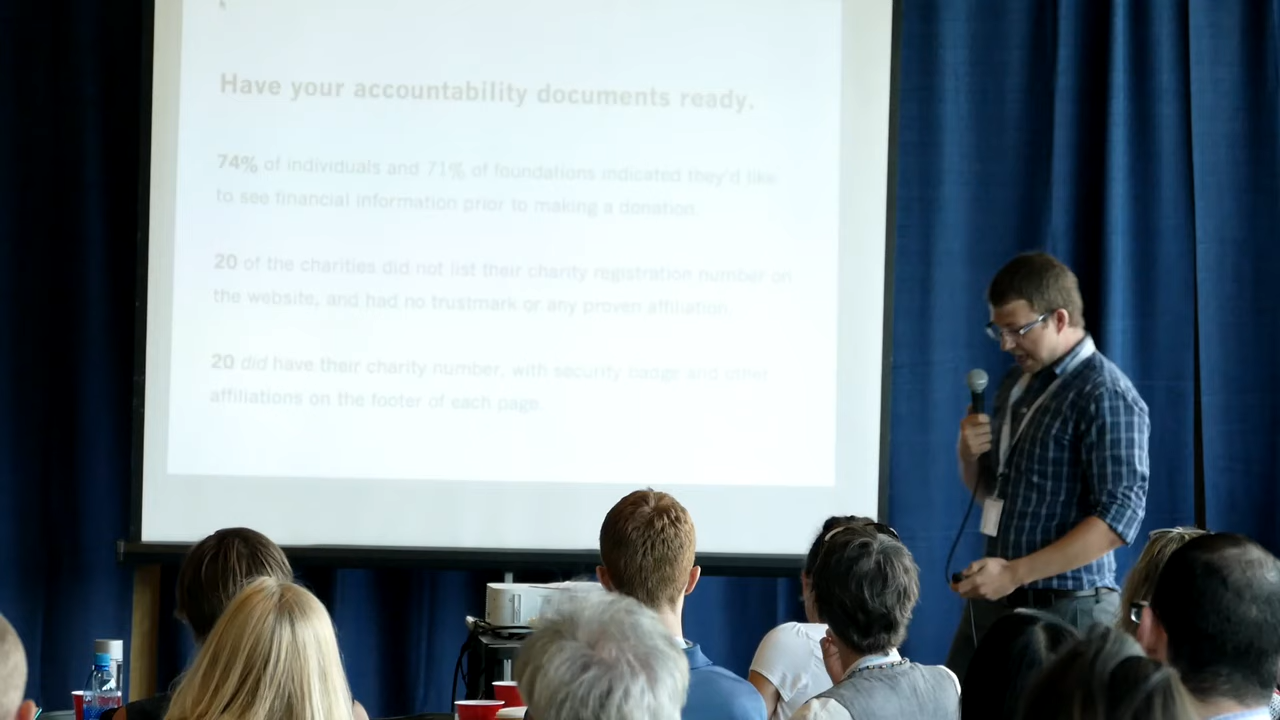 Have your accountability documents ready.
74% of individuals and 71% of foundations indicated they'd like
to see financial information prior to making a donation.
20 of the charities did not list their charity registration number on
the website, and had no trustmark or any proven affiliation.
20 did have their charity number, with security badge and other
affiliations on the footer of each page.